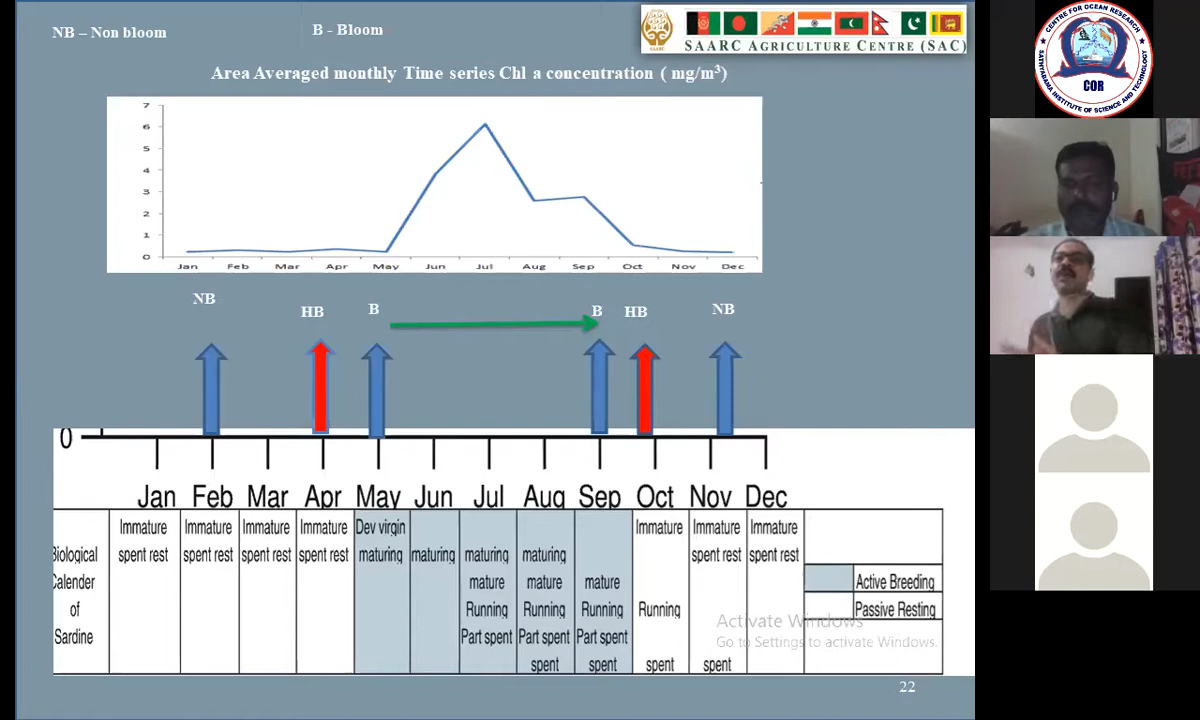 NB – Non bloom
B - Bloom
SAARC AGRICULTURE CENTRE (SAC)
CENTRE FOR OCEAN RESEARCH
COR
SATHYABAMA INSTITUTE OF SCIENCE AND TECHNOLOGY
Area Averaged monthly Time series Chl a concentration ( mg/m³)
7
6
5
4
3
2
1
0
Jan Feb Mar Apr May Jun Jul Aug Sep Oct Nov Dec
NB HB B B HB NB
0
Jan Feb Mar Apr May Jun Jul Aug Sep Oct Nov Dec
Immature Immature Immature Immature Dev virgin Immature Immature Immature
Biological spent rest spent rest spent rest spent rest maturing maturing maturing maturing spent rest spent rest
Calender mature mature mature Active Breeding
of Running Running Running Running Passive Resting
Sardine Part spent Part spent Part spent
spent spent spent spent
Activate Windows
Go to Settings to activate Windows.
22